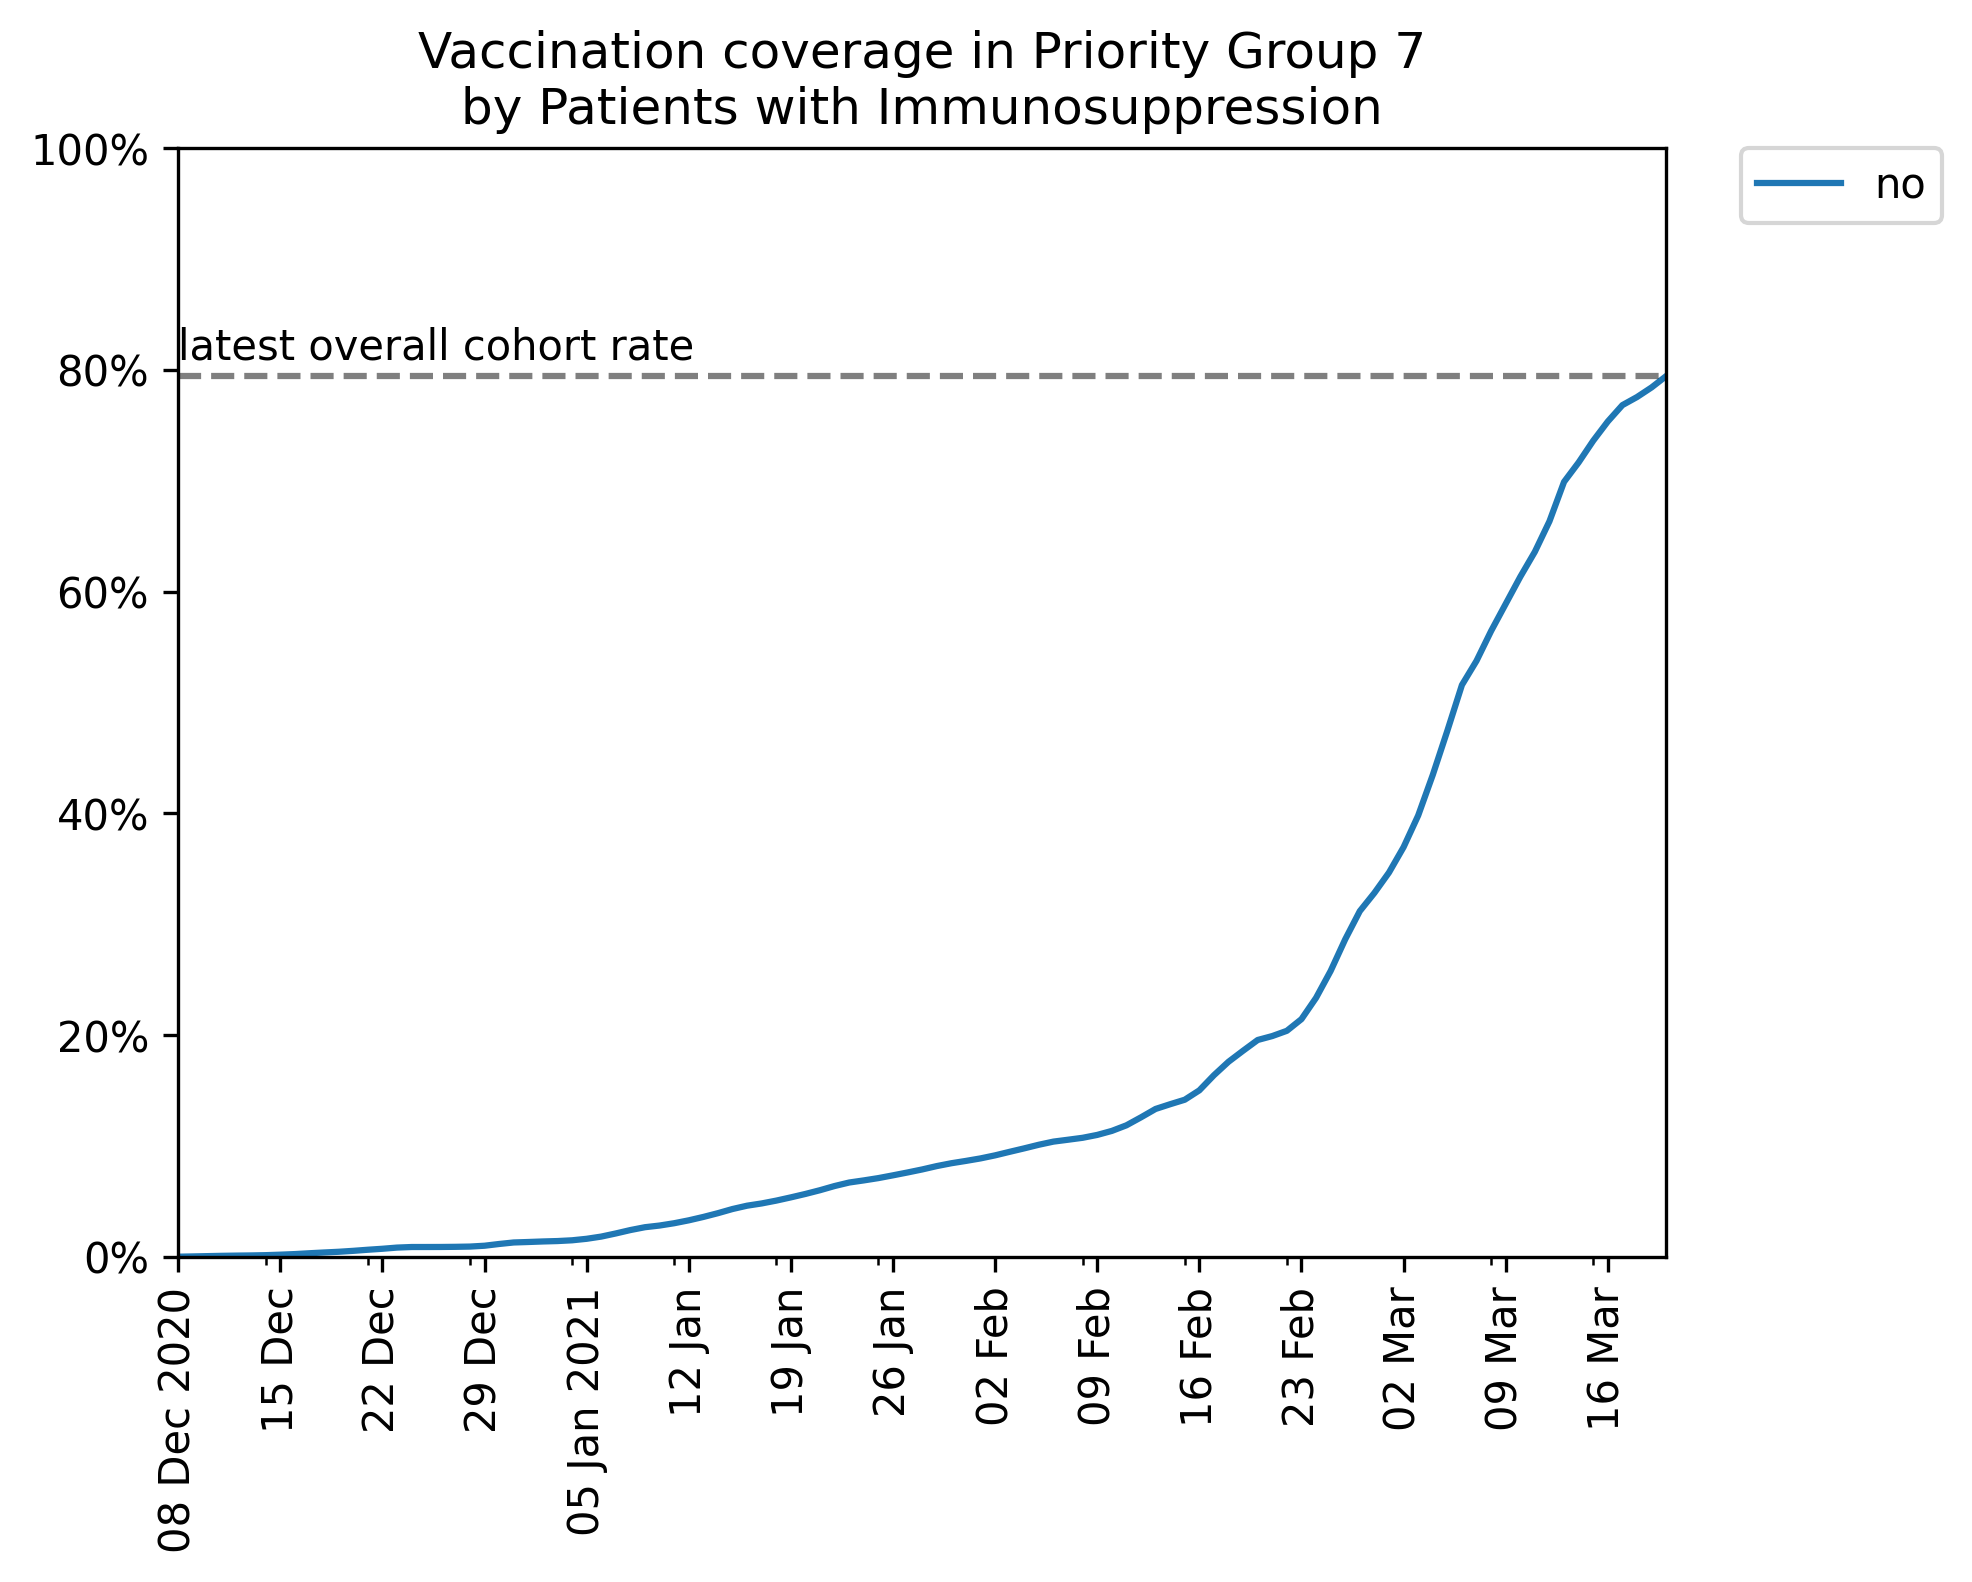 Vaccination coverage in Priority Group 7
by Patients with Immunosuppression
100%
80%
60%
40%
20%
0%
latest overall cohort rate
no
08 Dec 2020
15 Dec
22 Dec
29 Dec
05 Jan 2021
12 Jan
19 Jan
26 Jan
02 Feb
09 Feb
16 Feb
23 Feb
02 Mar
09 Mar
16 Mar